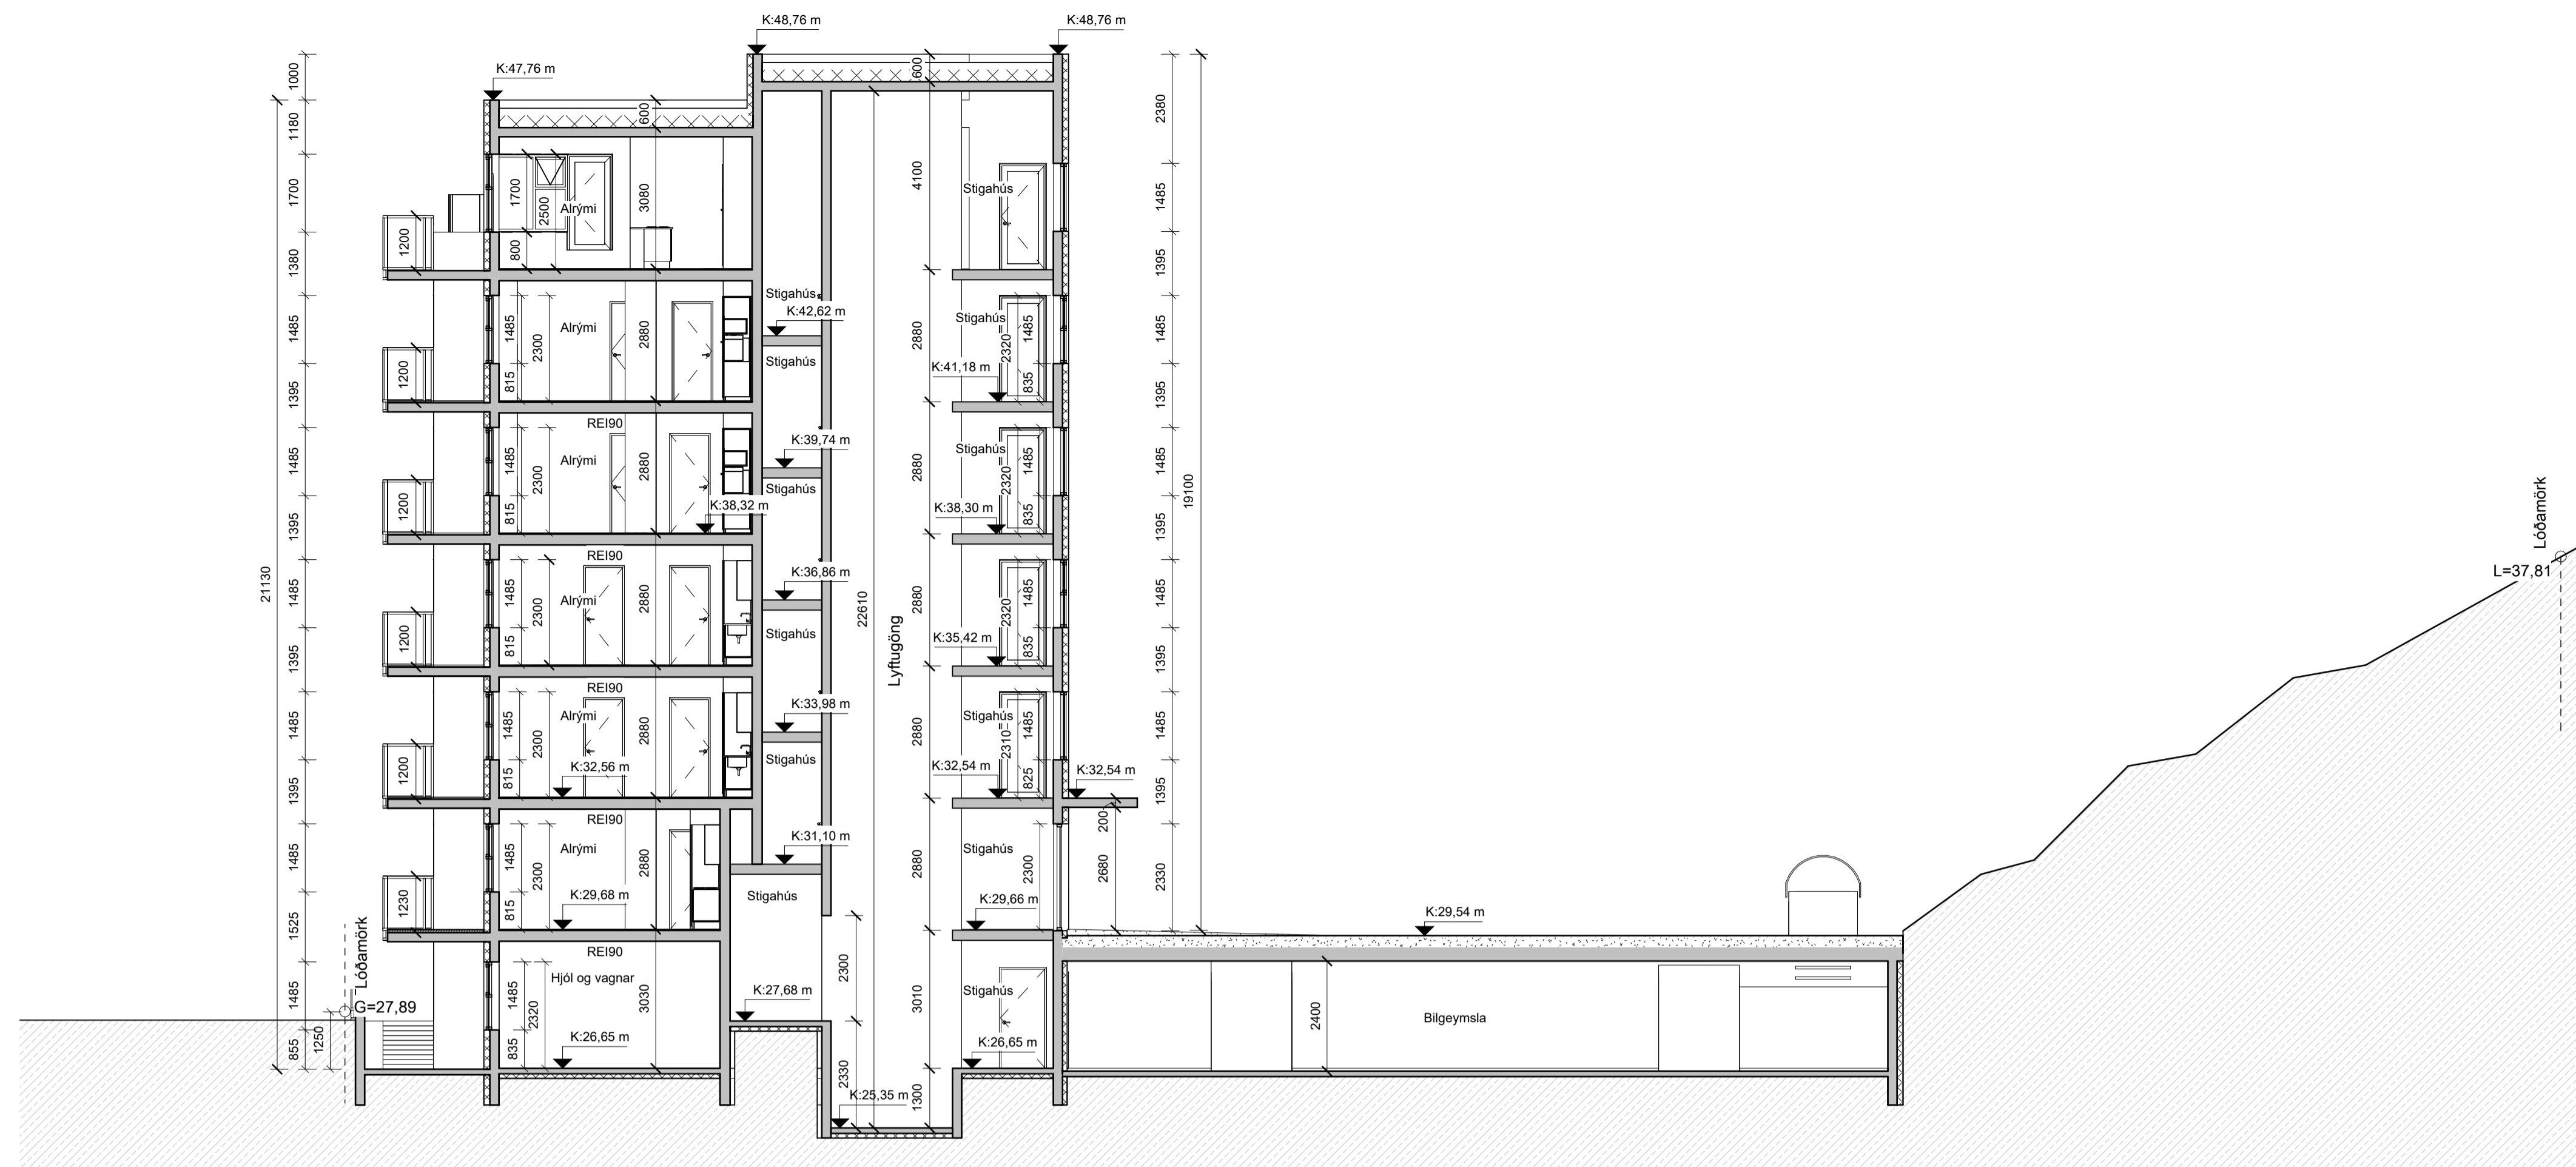 K:48,76 m
K:48,76 m
K:47,76 m
1000
1180
1700
1380
1485
1395
1485
1395
1485
1395
1485
1395
1485
1525
1485
855
1250
21130
600
600
4100
3080
1700
2500
800
Alrými
1200
Stigahús
2380
1485
1395
19100
Stigahús
K:42,62 m
Alrými
1485
2300
815
2880
1200
Stigahús
2880
Stigahús
2320
1485
835
K:41,18 m
1485
1395
REI90
Alrými
1485
2300
815
2880
1200
K:39,74 m
Stigahús
K:38,32 m
2880
Stigahús
2320
1485
835
K:38,30 m
1485
1395
REI90
Alrými
1485
2300
815
2880
1200
K:36,86 m
Stigahús
22610
Lyftugöng
2880
2320
1485
835
K:35,42 m
1485
1395
REI90
Alrými
1485
2300
815
2880
1200
K:32,56 m
K:33,98 m
Stigahús
2880
Stigahús
2310
1485
825
K:32,54 m
K:32,54 m
1485
1395
REI90
Alrými
1485
2300
815
2880
1230
K:29,68 m
K:31,10 m
Stigahús
2880
Stigahús
2300
200
2680
2330
K:29,66 m
K:29,54 m
REI90
Hjól og vagnar
1485
2320
835
3030
K:26,65 m
K:27,68 m
2300
2330
K:25,35 m
1300
3010
Stigahús
K:26,65 m
2400
Bilgeymsla
Lóðamörk
G=27,89
Lóðamörk
L=37,81